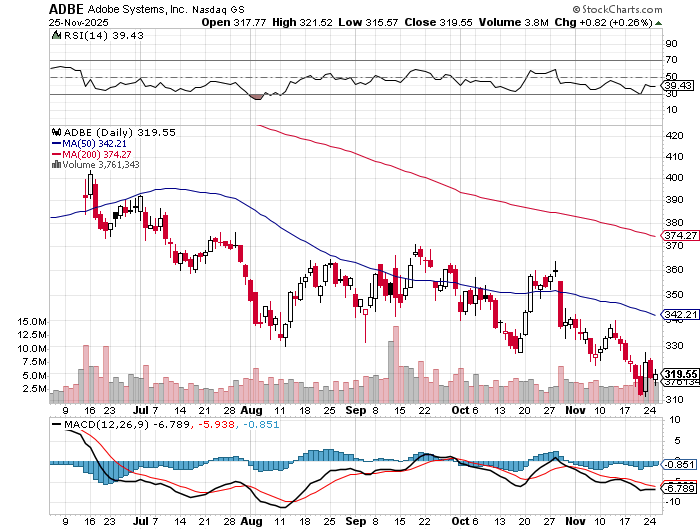 ADBE Adobe Systems, Inc. Nasdaq GS © StockCharts.com
25-Nov-2025 Open 317.77 High 321.52 Low 315.57 Close 319.55 Volume 3.8M Chg +0.82 (+0.26%)
RSI(14) 39.43
90
70
50
39.43
30
10
ADBE (Daily) 319.55
MA(50) 342.21
MA(200) 374.27
Volume 3,761,343
420
410
400
390
380
374.27
370
360
350
342.21
340
330
319.55
310
15.0M
12.5M
10.0M
7.5M
5.0M
2.5M
9 16 23 Jul 7 14 21 28 Aug 11 18 25 Sep 8 15 22 Oct 6 13 20 27 Nov 10 17 24
MACD(12,26,9) -6.789, -5.938, -0.851
5
0
-0.851
-6.789
-10
9 16 23 Jul 7 14 21 28 Aug 11 18 25 Sep 8 15 22 Oct 6 13 20 27 Nov 10 17 24